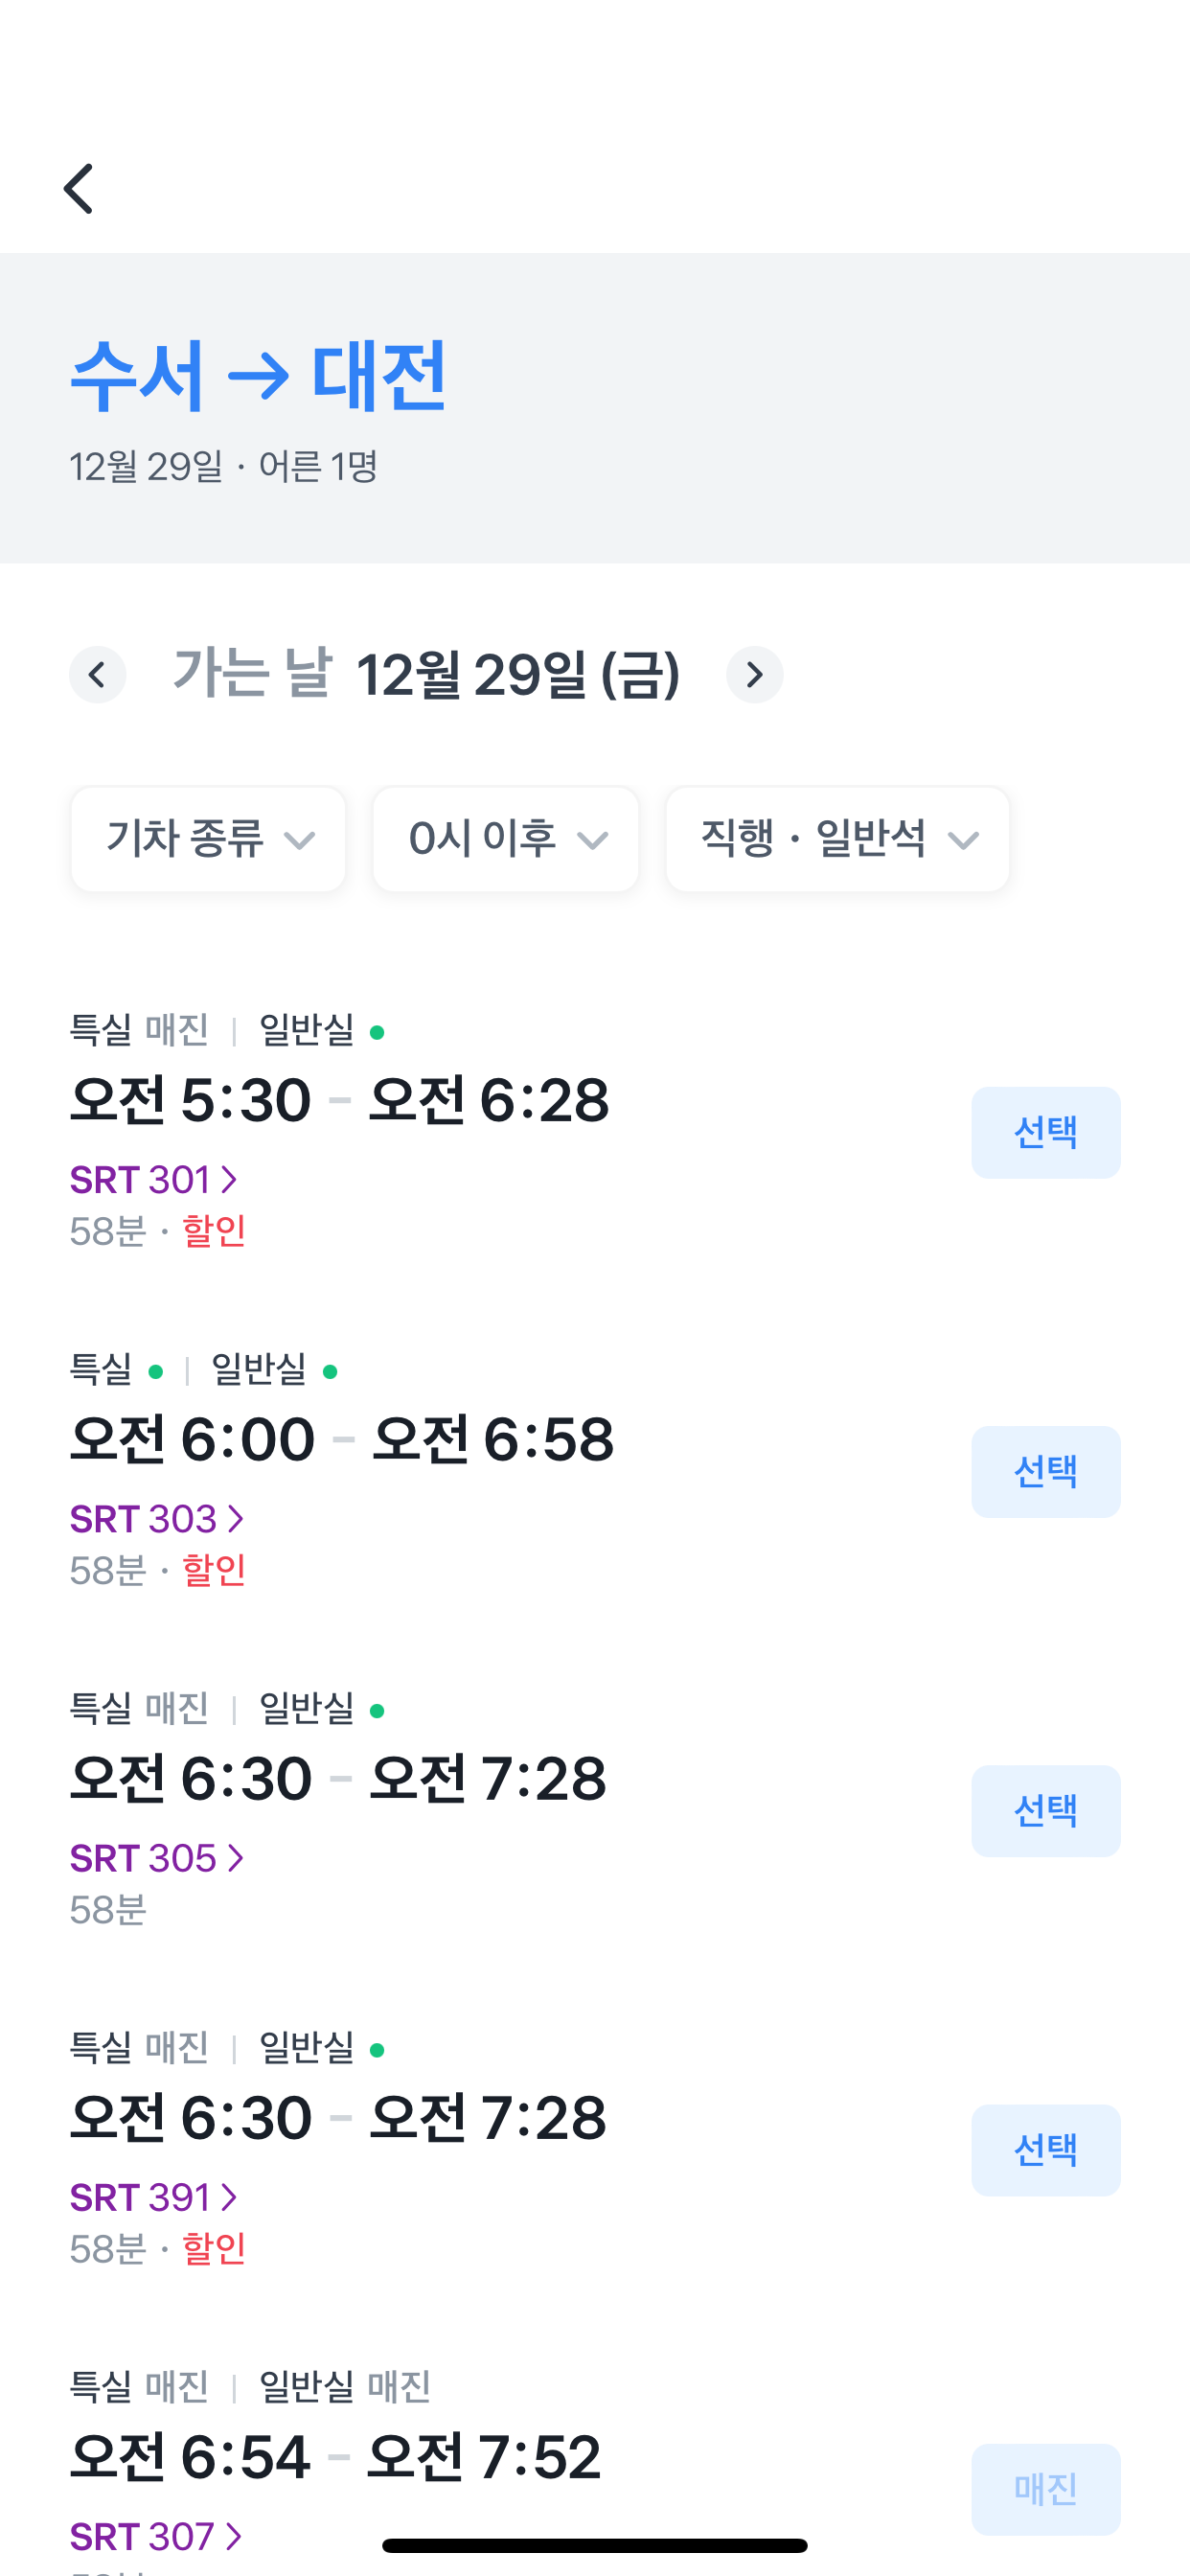 수서 → 대전
12월 29일 · 어른 1명
가는 날 12월 29일 (금)
기차 종류 0시 이후 직행 · 일반석
특실 매진 | 일반실
오전 5:30 - 오전 6:28
선택
SRT 301
58분 · 할인
특실 | 일반실
오전 6:00 - 오전 6:58
선택
SRT 303
58분 · 할인
특실 매진 | 일반실
오전 6:30 - 오전 7:28
선택
SRT 305
58분
특실 매진 | 일반실
오전 6:30 - 오전 7:28
선택
SRT 391
58분 · 할인
특실 매진 | 일반실 매진
오전 6:54 - 오전 7:52
매진
SRT 307